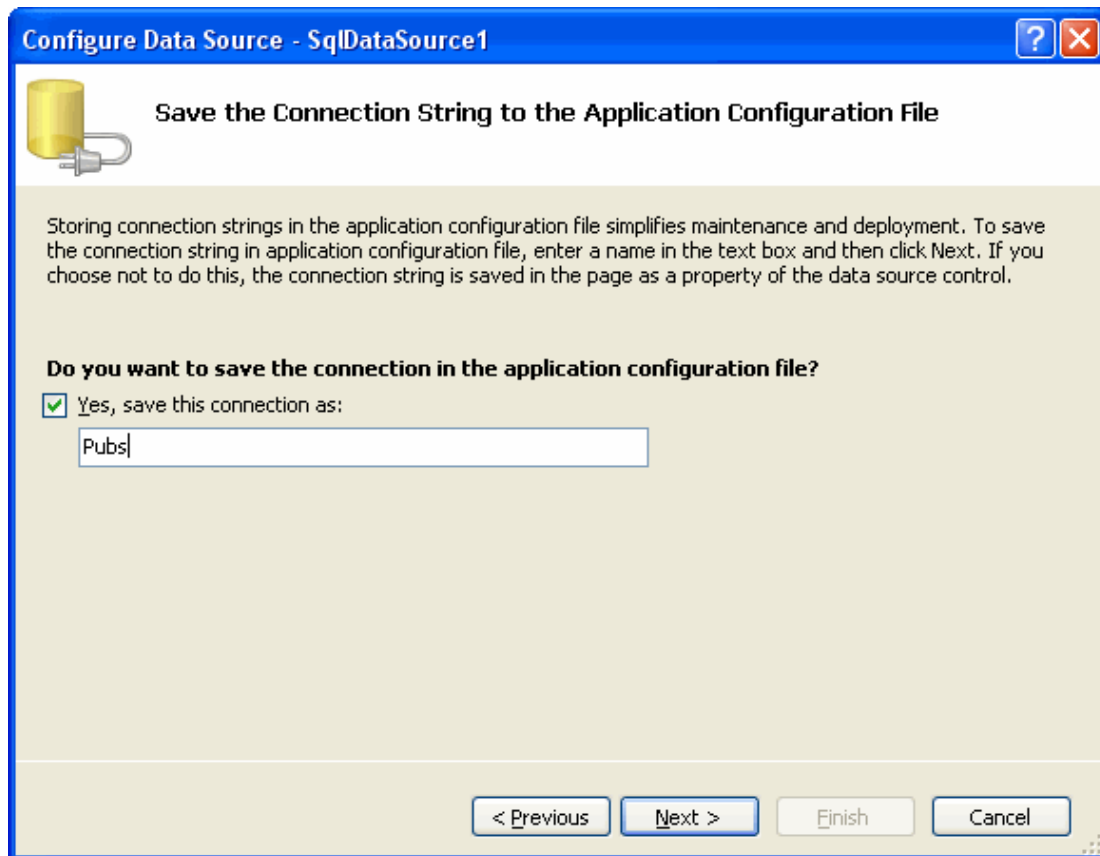 Configure Data Source - SqlDataSource1
Save the Connection String to the Application Configuration File
Storing connection strings in the application configuration file simplifies maintenance and deployment. To save
the connection string in application configuration file, enter a name in the text box and then click Next. If you
choose not to do this, the connection string is saved in the page as a property of the data source control.
Do you want to save the connection in the application configuration file?
Yes, save this connection as:
Pubs
< Previous Next > Finish Cancel